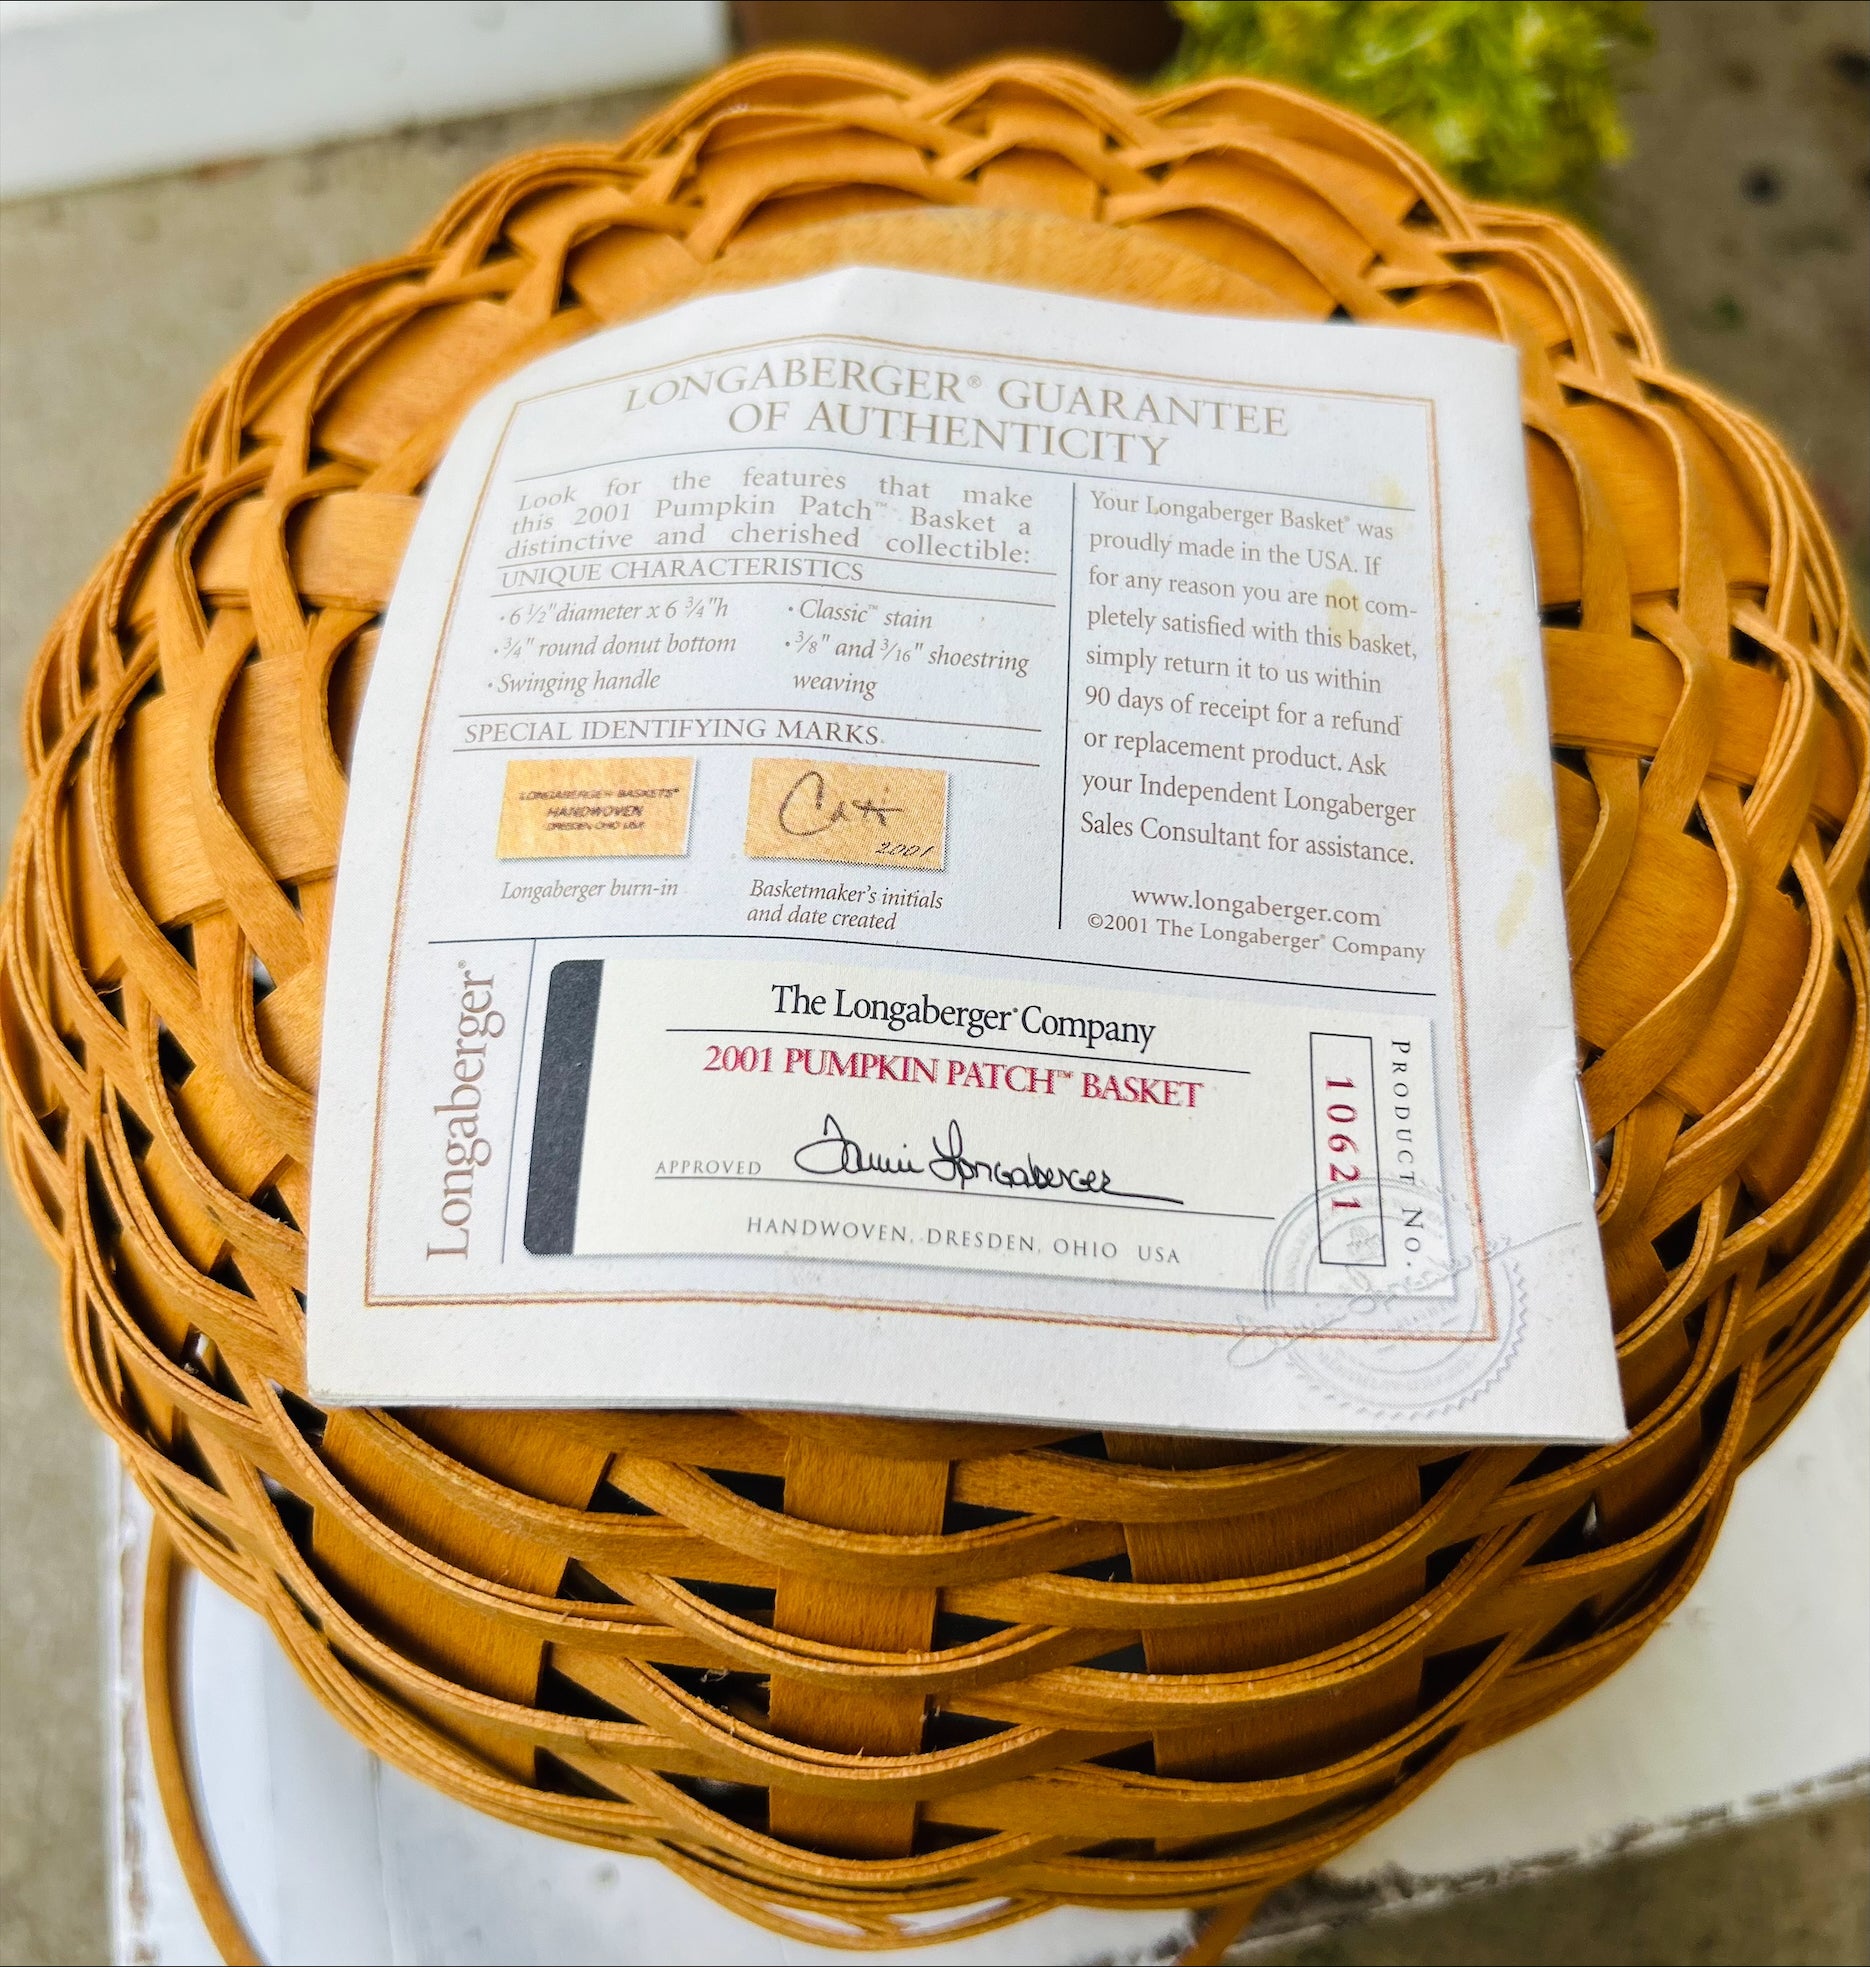 LONGABERGER® GUARANTEE
OF AUTHENTICITY
Look for the features that make
this 2001 Pumpkin Patch™ Basket a
distinctive and cherished collectible:
UNIQUE CHARACTERISTICS
• 6 ½" diameter x 6 ¾"h
• ¾" round donut bottom
• Swinging handle
• Classic™ stain
• 3/8" and 3/16" shoestring
weaving
SPECIAL IDENTIFYING MARKS
LONGABERGER BASKETS®
HANDWOVEN
DRESDEN OHIO USA
Longaberger burn-in
2001
Basketmaker's initials
and date created
Your Longaberger Basket® was
proudly made in the USA. If
for any reason you are not com-
pletely satisfied with this basket,
simply return it to us within
90 days of receipt for a refund
or replacement product. Ask
your Independent Longaberger
Sales Consultant for assistance.
www.longaberger.com
©2001 The Longaberger® Company
Longaberger®
The Longaberger® Company
2001 PUMPKIN PATCH™ BASKET
APPROVED Tami Longaberger
HANDWOVEN, DRESDEN, OHIO USA
10621
PRODUCT NO.